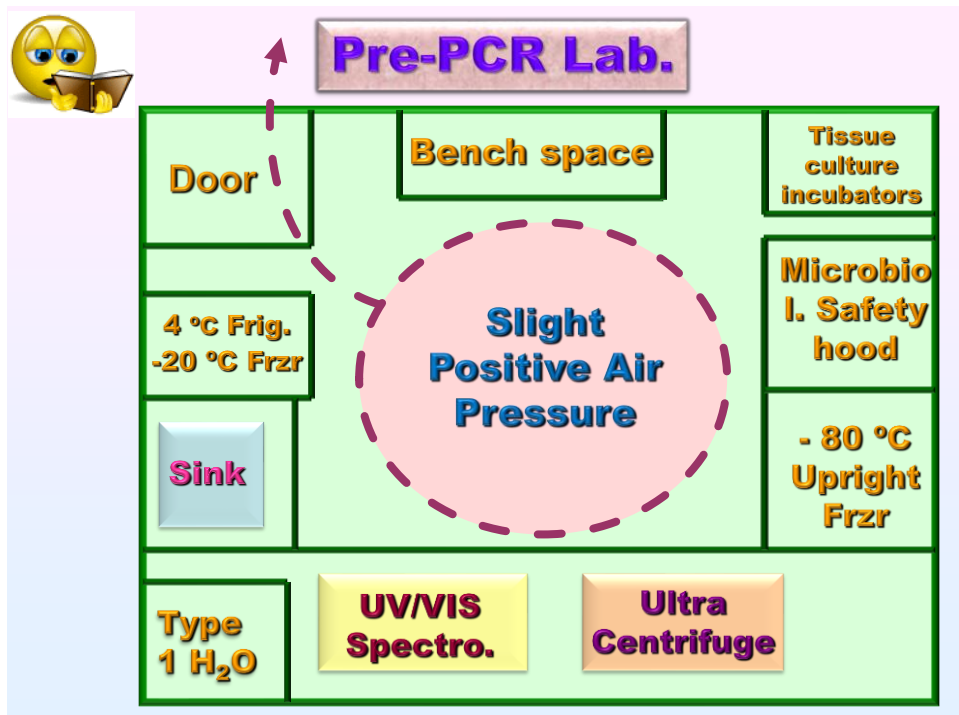 Pre-PCR Lab.
Door
Bench space
Tissue
culture
incubators
4 ºC Frig.
-20 ºC Frzr
Slight
Positive Air
Pressure
Microbio
l. Safety
hood
Sink
- 80 ºC
Upright
Frzr
Type
1 H₂O
UV/VIS
Spectro.
Ultra
Centrifuge